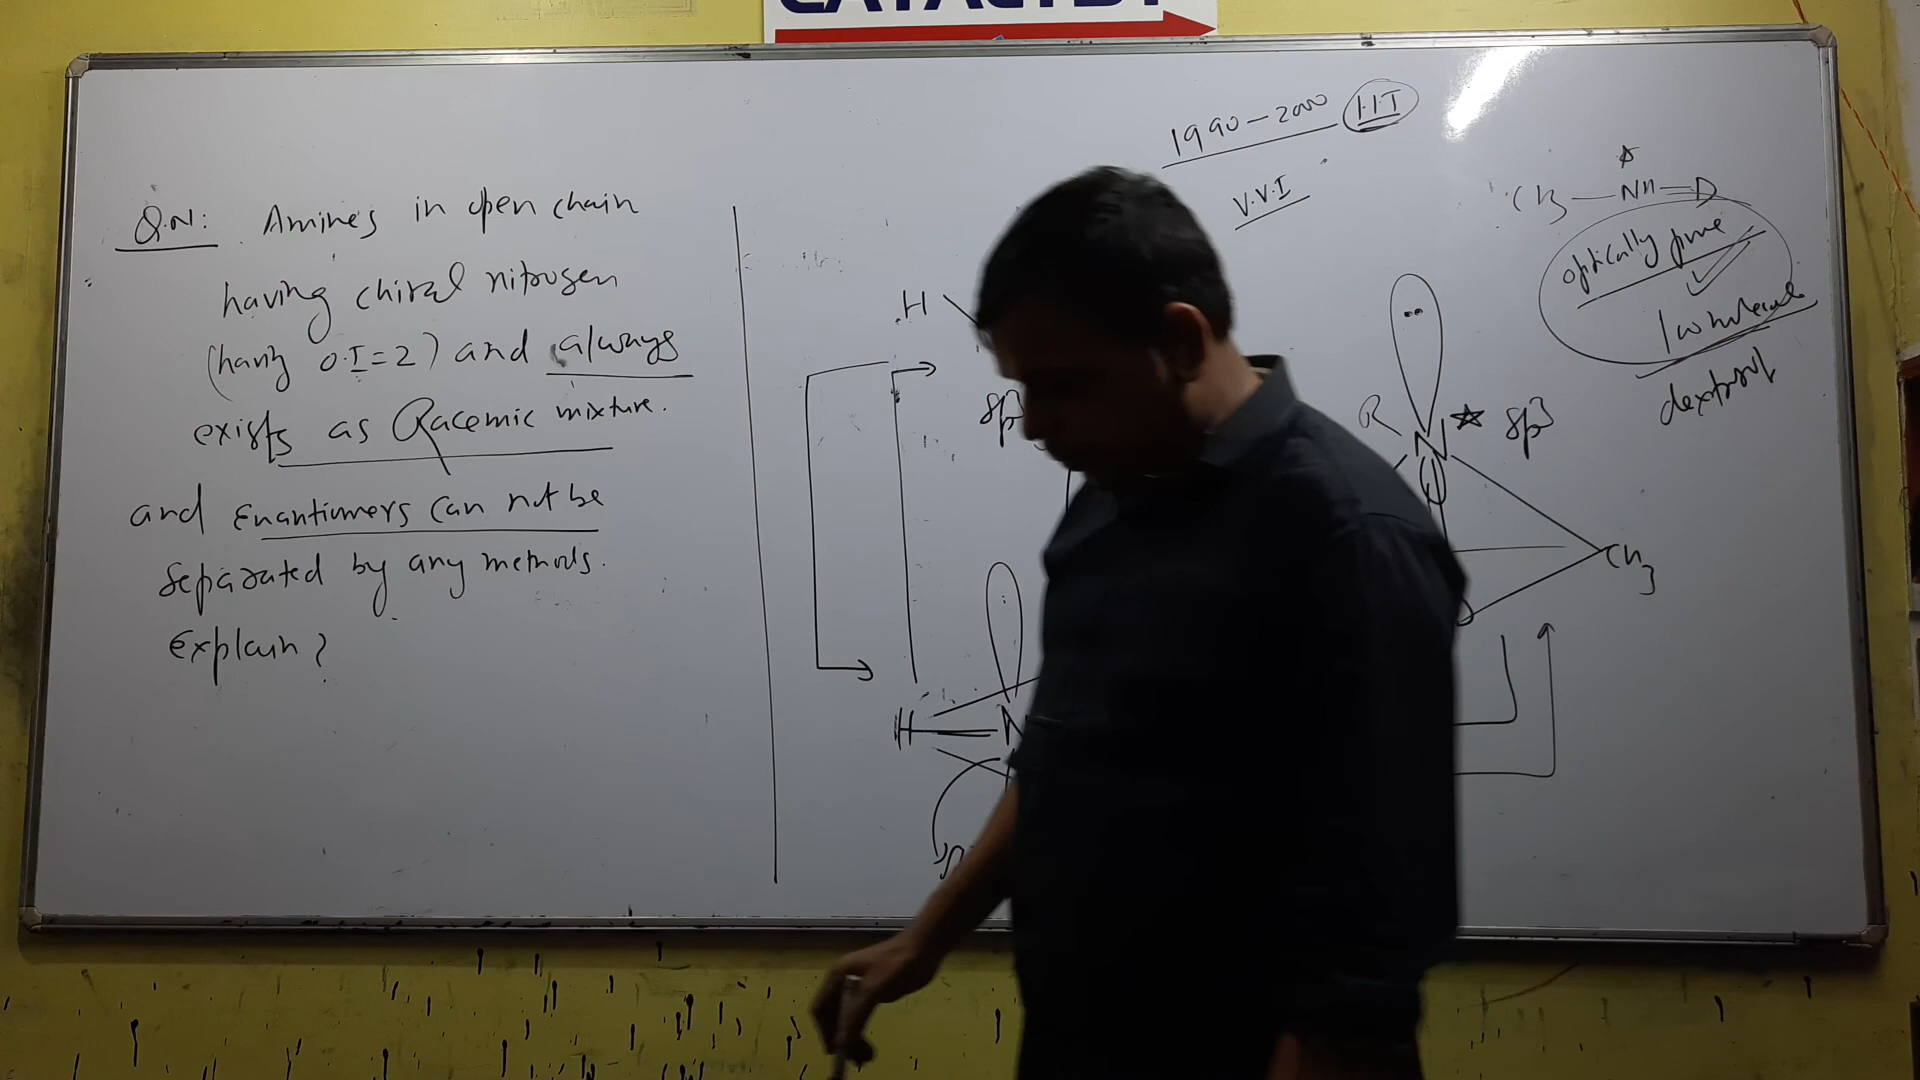 CATALYST
1990-2000 I.I.T
V.V.I
Q.N: Amines in open chain
having chiral nitrogen
(having O.I=2) and always
exists as Racemic mixture.
and Enantiomers can not be
separated by any methods.
Explain?
H
sp3
H
N
R
N
sp3
CH3
CH3-NH-D
optically pure